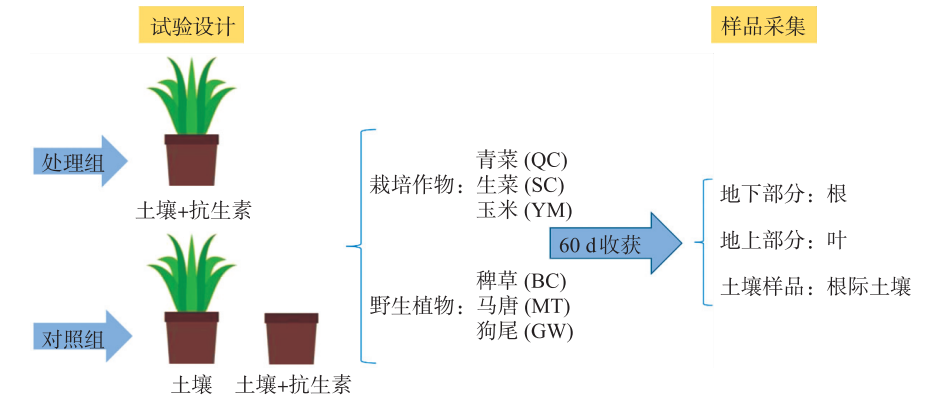 试验设计
样品采集
处理组
土壤+抗生素
对照组
土壤
土壤+抗生素
栽培作物：
青菜 (QC)
生菜 (SC)
玉米 (YM)
野生植物：
稗草 (BC)
马唐 (MT)
狗尾 (GW)
60 d收获
地下部分：根
地上部分：叶
土壤样品：根际土壤